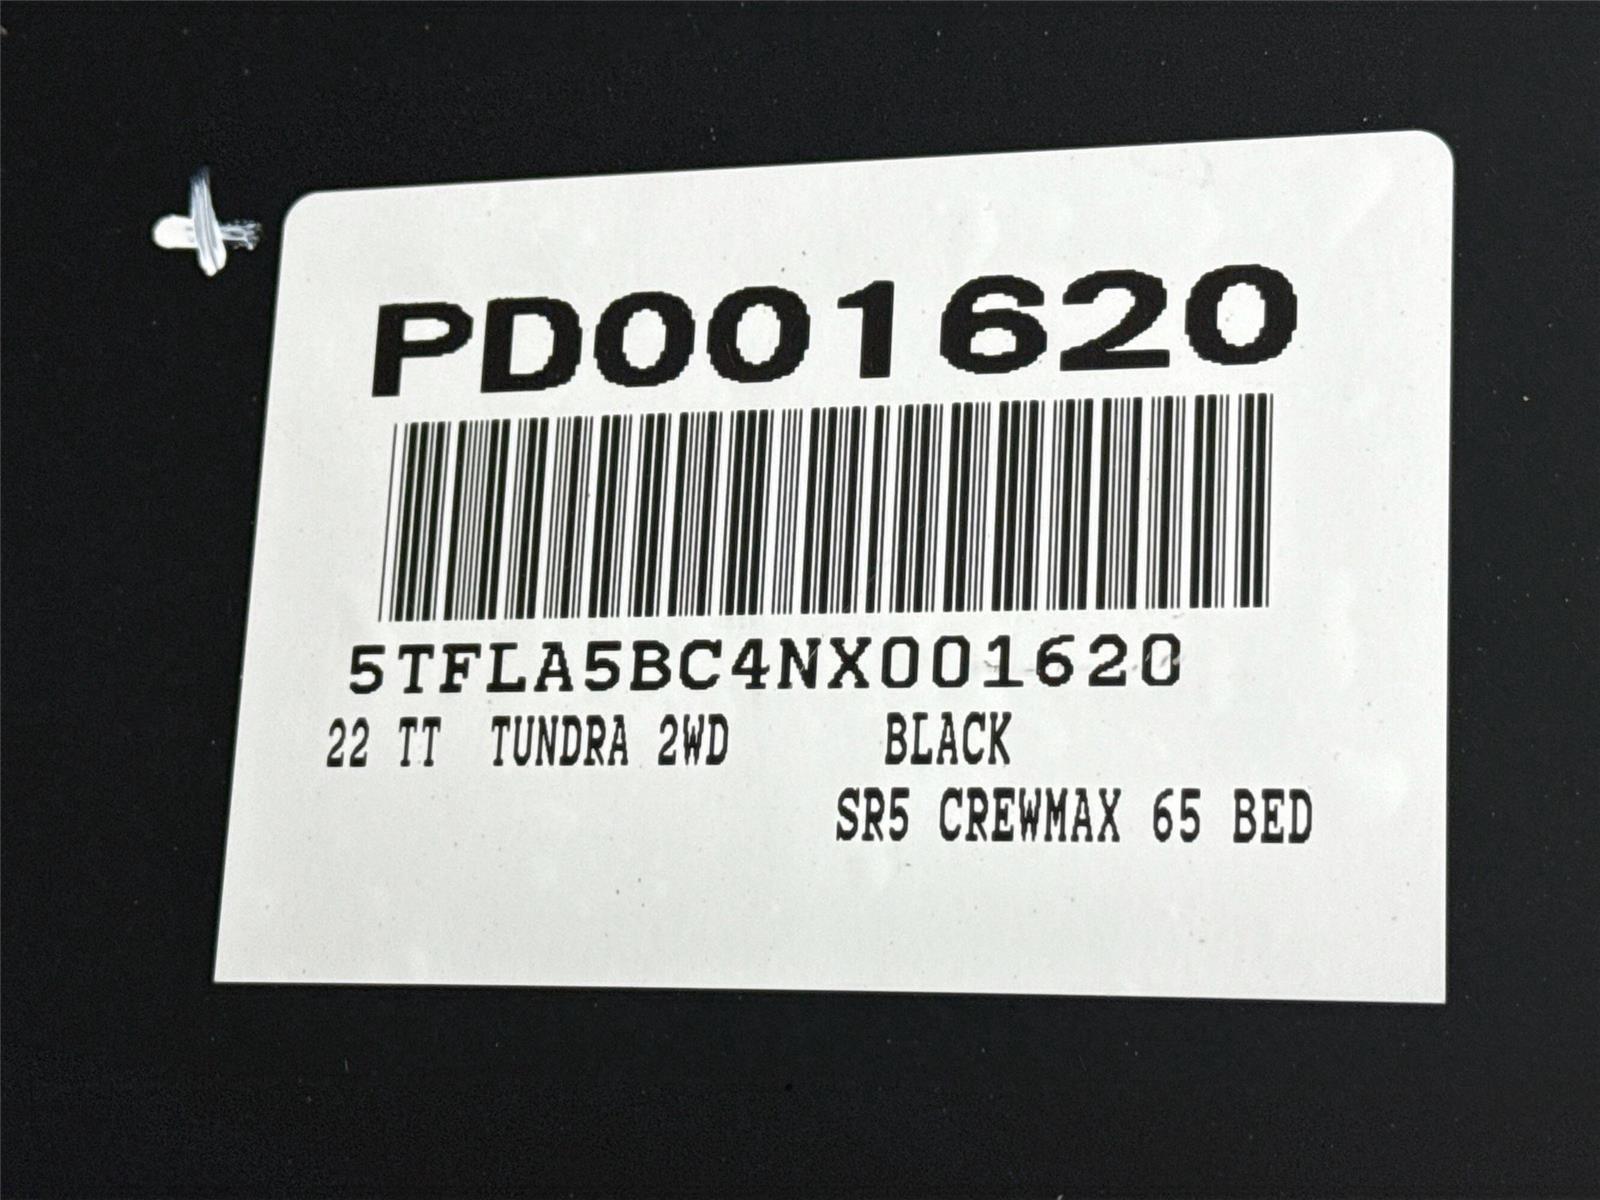 PD001620
5TFLA5BC4NX001620
22 TT TUNDRA 2WD BLACK
SR5 CREWMAX 65 BED